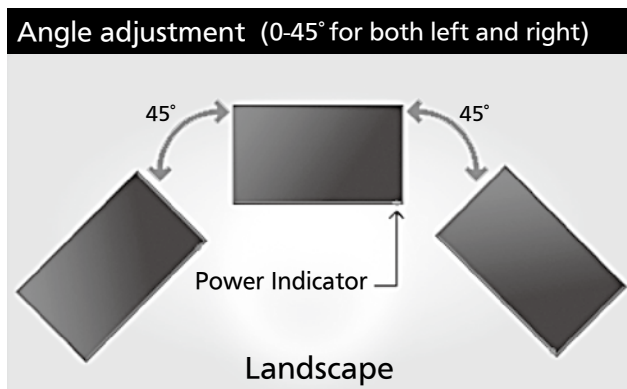 Angle adjustment (0-45° for both left and right)
45°
45°
Power Indicator
Landscape